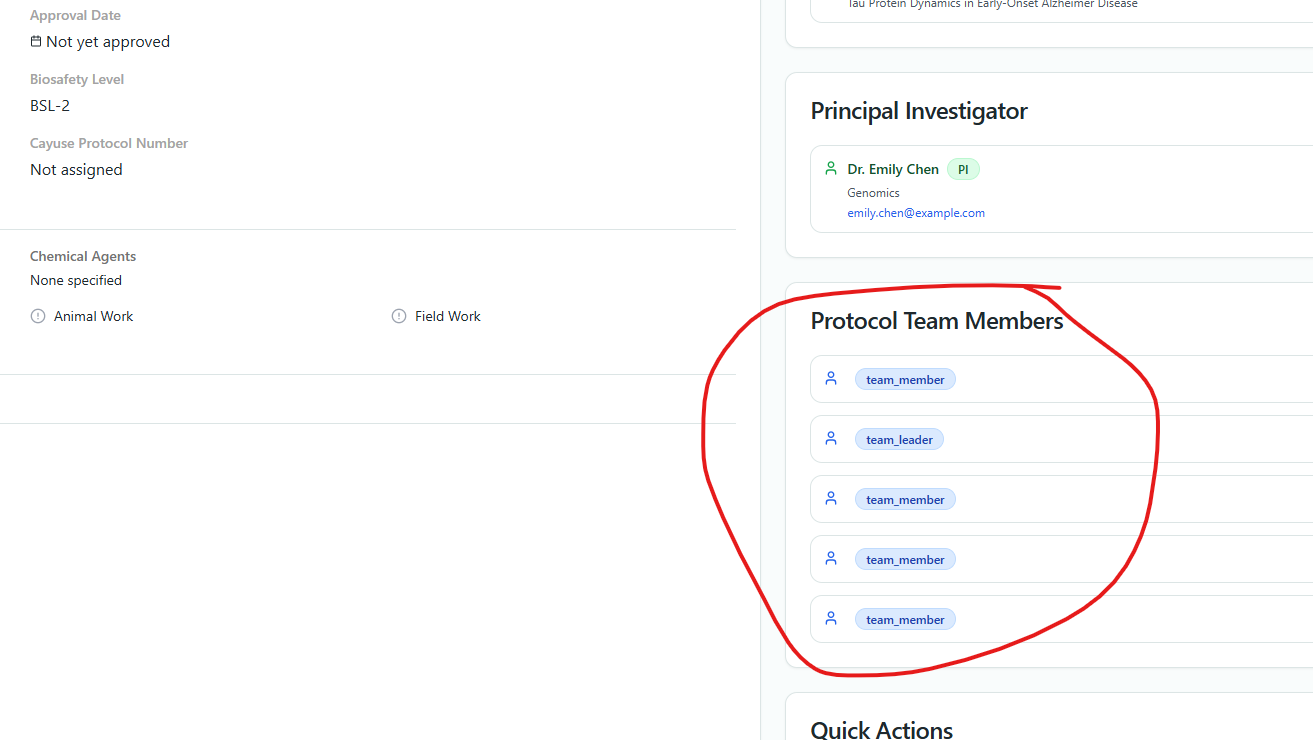 Approval Date
Not yet approved
Biosafety Level
BSL-2
Cayuse Protocol Number
Not assigned
Chemical Agents
None specified
Animal Work
Field Work
Tau Protein Dynamics in Early-Onset Alzheimer Disease
Principal Investigator
Dr. Emily Chen PI
Genomics
emily.chen@example.com
Protocol Team Members
team_member
team_leader
team_member
team_member
team_member
Quick Actions